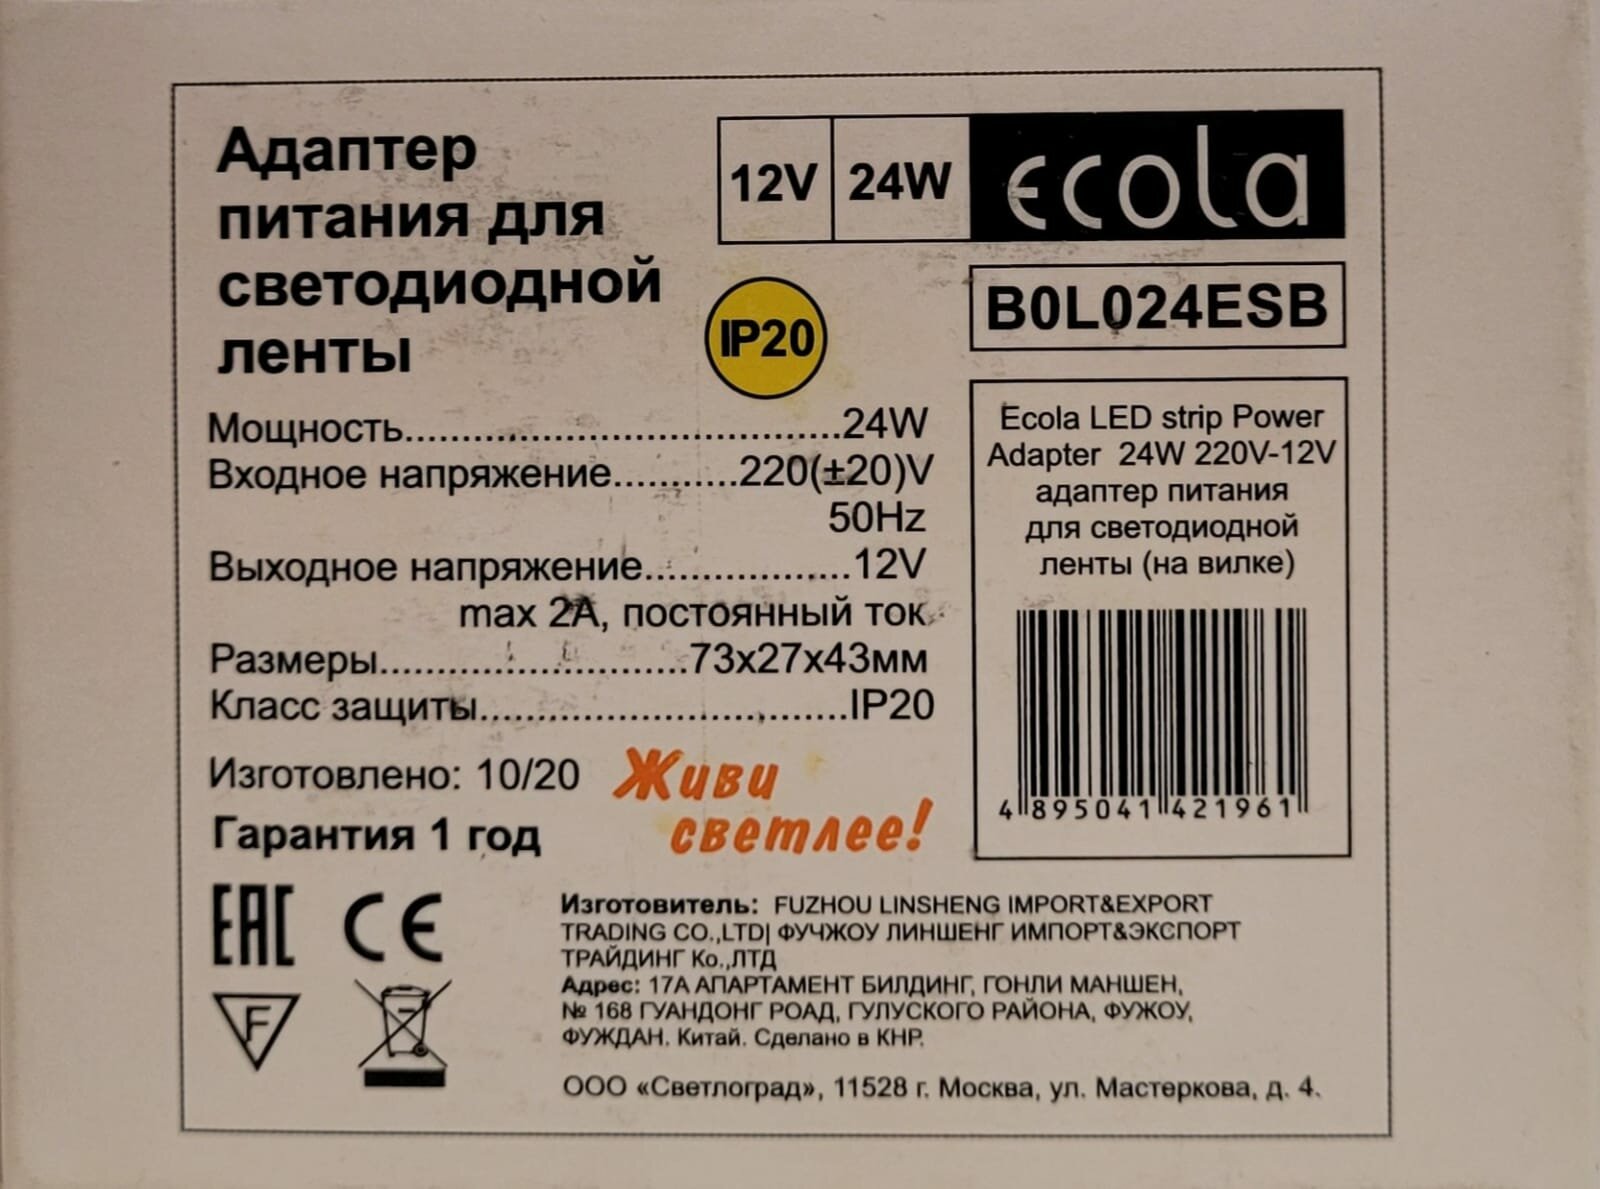 Адаптер
питания для
светодиодной
ленты
12V 24W ecola
IP20
B0L024ESB
Мощность......................................24W
Входное напряжение...........220(±20)V
50Hz
Выходное напряжение..................12V
max 2A, постоянный ток
Размеры...........................73х27х43мм
Класс защиты................................IP20
Изготовлено: 10/20
Гарантия 1 год
Живи
светлее!
Ecola LED strip Power
Adapter 24W 220V-12V
адаптер питания
для светодиодной
ленты (на вилке)
4 895041 421961
EAC CE
F
Изготовитель: FUZHOU LINSHENG IMPORT&EXPORT
TRADING CO.,LTD| ФУЧЖОУ ЛИНШЕНГ ИМПОРТ&ЭКСПОРТ
ТРАЙДИНГ Ко.,ЛТД
Адрес: 17А АПАРТАМЕНТ БИЛДИНГ, ГОНЛИ МАНШЕН,
№ 168 ГУАНДОНГ РОАД, ГУЛУСКОГО РАЙОНА, ФУЖОУ,
ФУЖДАН. Китай. Сделано в КНР.
ООО «Светлоград», 11528 г. Москва, ул. Мастеркова, д. 4.